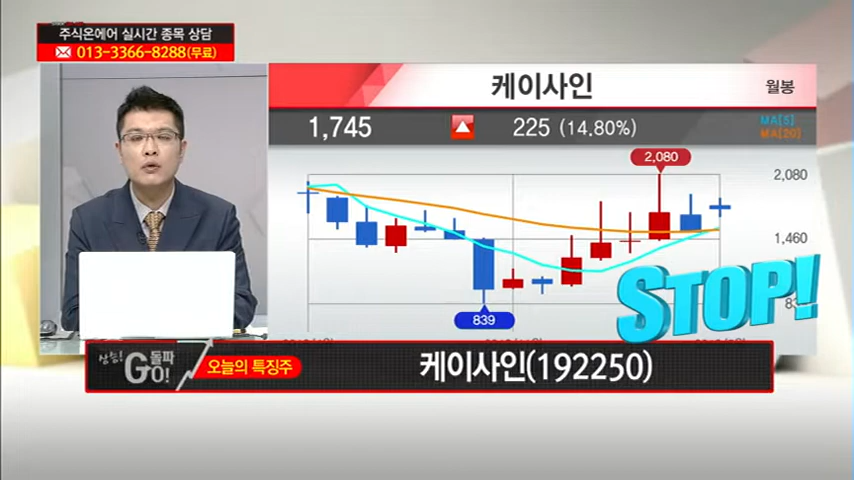 주식온에어 실시간 종목 상담
013-3366-8288(무료)
케이사인
월봉
1,745 225 (14.80%)
MA[5]
MA[20]
2,080
2,080
1,460
839
STOP!
상승! 돌파
GO!
오늘의 특징주
케이사인(192250)